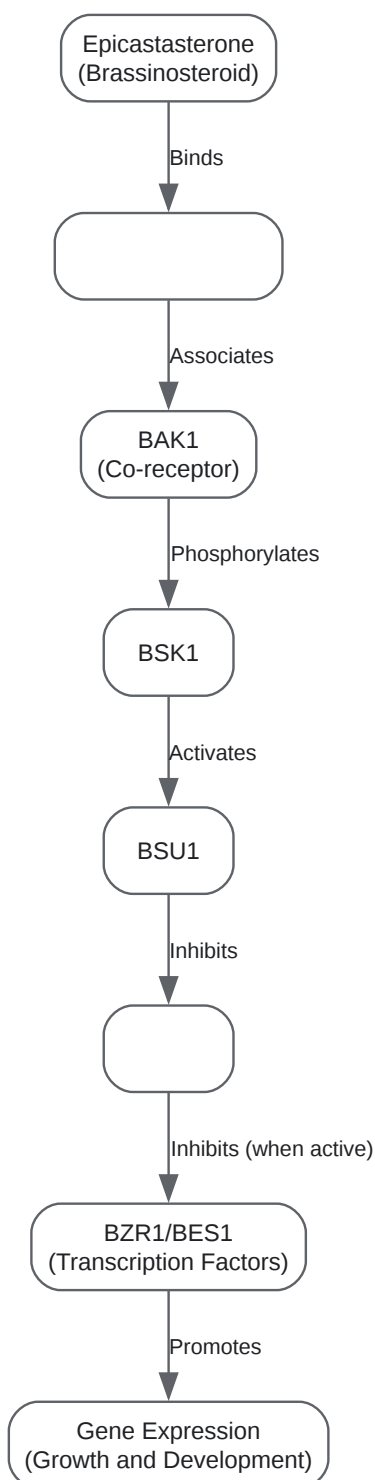 Epicastasterone
(Brassinosteroid)
Binds
Associates
BAK1
(Co-receptor)
Phosphorylates
BSK1
Activates
BSU1
Inhibits
Inhibits (when active)
BZR1/BES1
(Transcription Factors)
Promotes
Gene Expression
(Growth and Development)